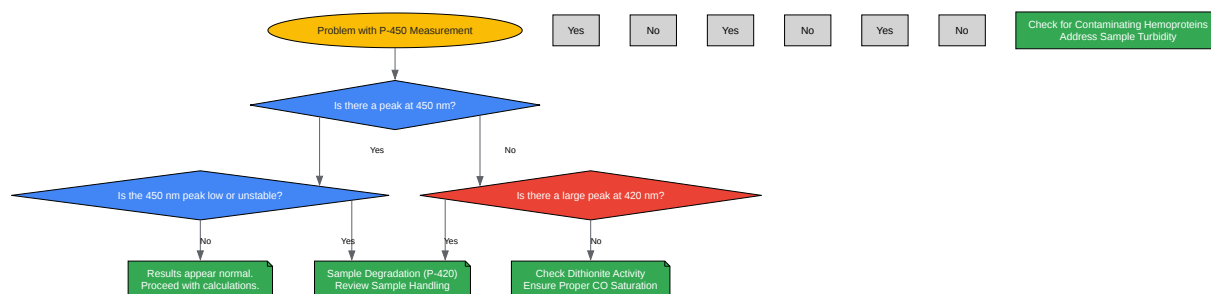 Problem with P-450 Measurement
Yes
No
Yes
No
Yes
No
Check for Contaminating Hemoproteins
Address Sample Turbidity
Is there a peak at 450 nm?
Yes
No
Is the 450 nm peak low or unstable?
Is there a large peak at 420 nm?
No
Yes
Yes
No
Results appear normal.
Proceed with calculations.
Sample Degradation (P-420)
Review Sample Handling
Check Dithionite Activity
Ensure Proper CO Saturation